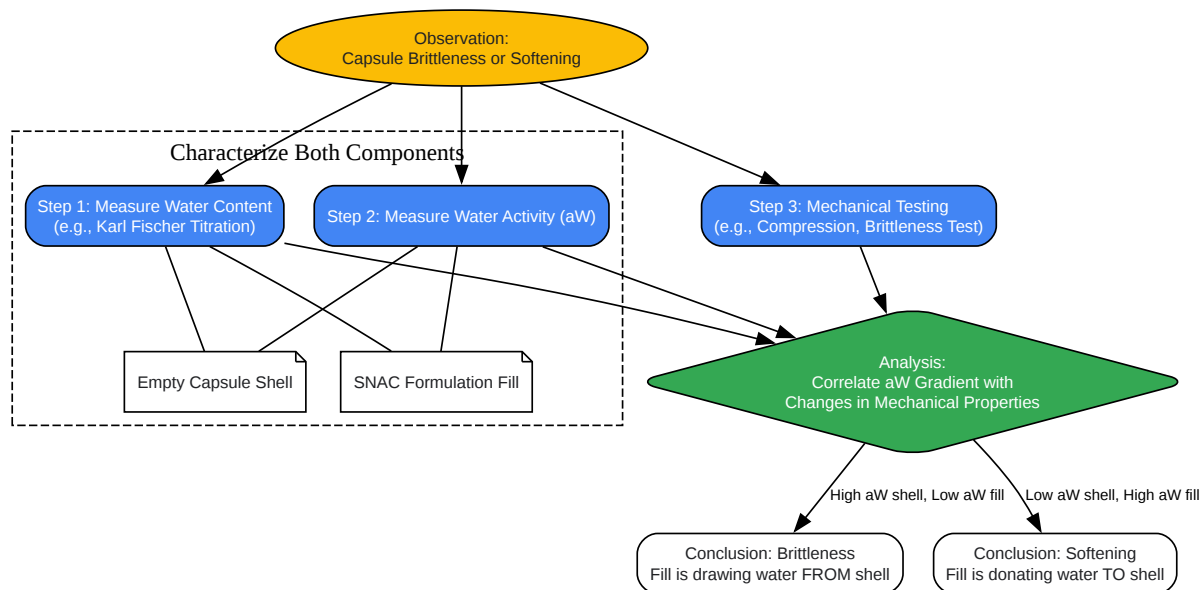 Observation:
Capsule Brittleness or Softening
Characterize Both Components
Step 1: Measure Water Content
(e.g., Karl Fischer Titration)
Step 2: Measure Water Activity (aW)
Step 3: Mechanical Testing
(e.g., Compression, Brittleness Test)
Empty Capsule Shell
SNAC Formulation Fill
Analysis:
Correlate aW Gradient with
Changes in Mechanical Properties
High aW shell, Low aW fill
Low aW shell, High aW fill
Conclusion: Brittleness
Fill is drawing water FROM shell
Conclusion: Softening
Fill is donating water TO shell